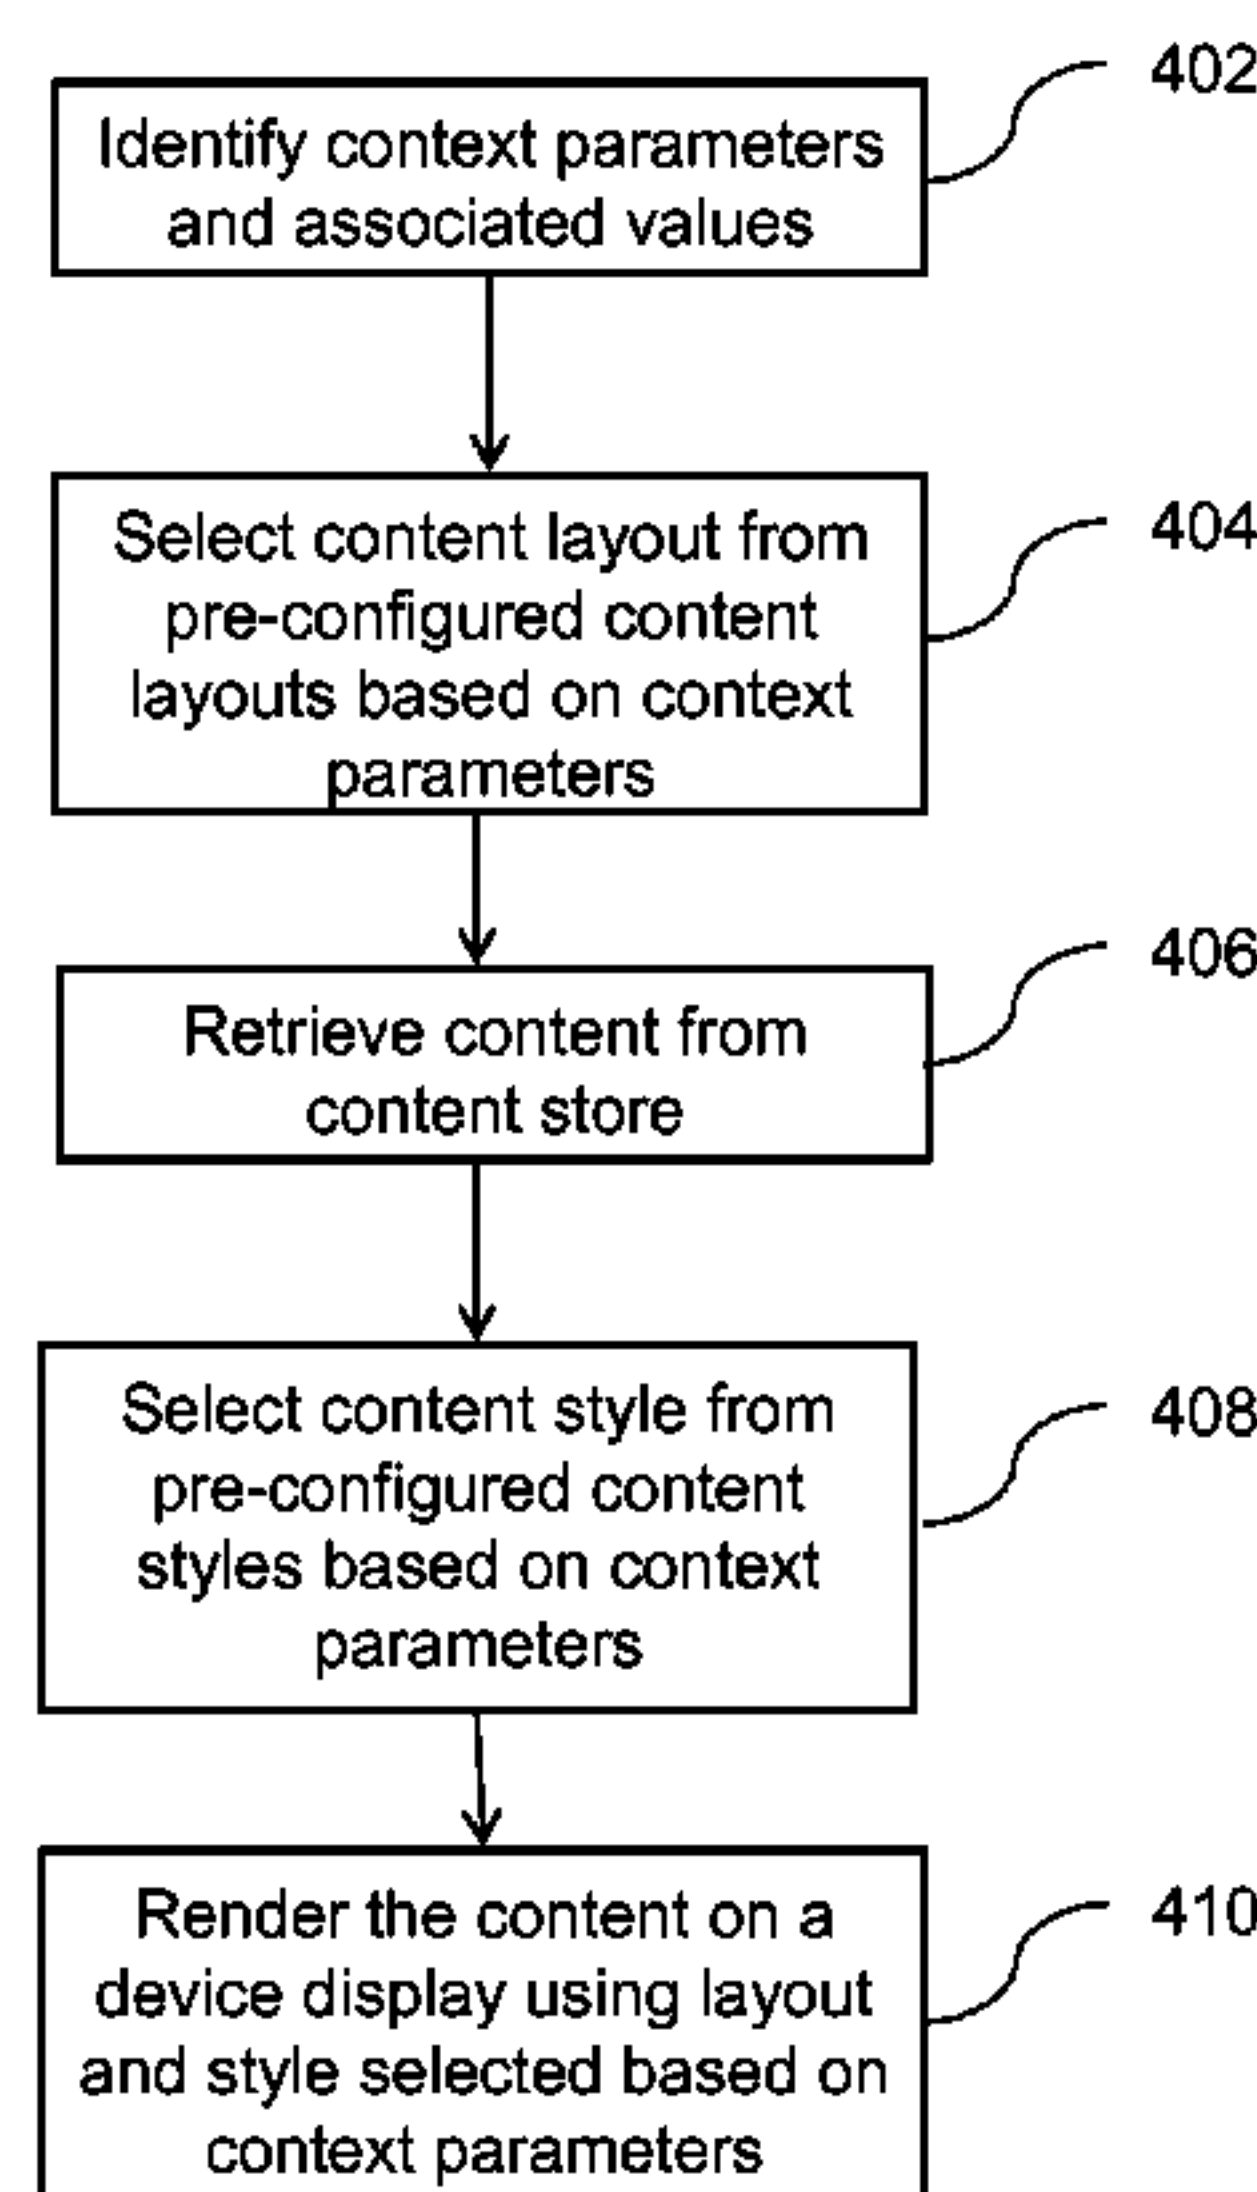 402
Identify context parameters
and associated values
404
Select content layout from
pre-configured content
layouts based on context
parameters
406
Retrieve content from
content store
408
Select content style from
pre-configured content
styles based on context
parameters
410
Render the content on a
device display using layout
and style selected based on
context parameters